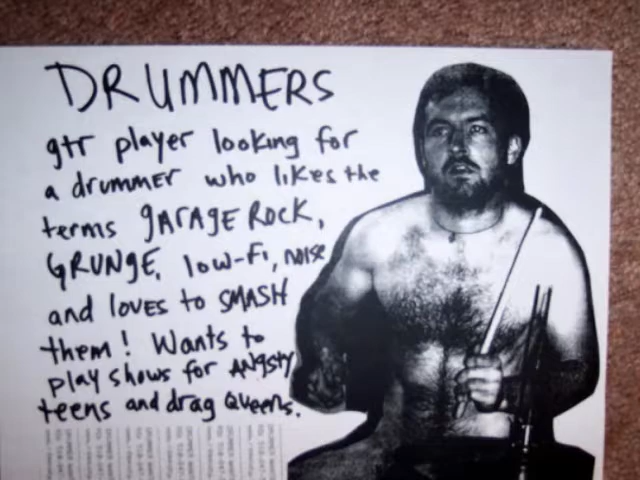 DRUMMERS
gtr player looking for
a drummer who likes the
terms GARAGE ROCK,
GRUNGE, low-Fi, NOISE
and loves to SMASH
them! Wants to
play shows for ANGSTY
teens and drag Queens.